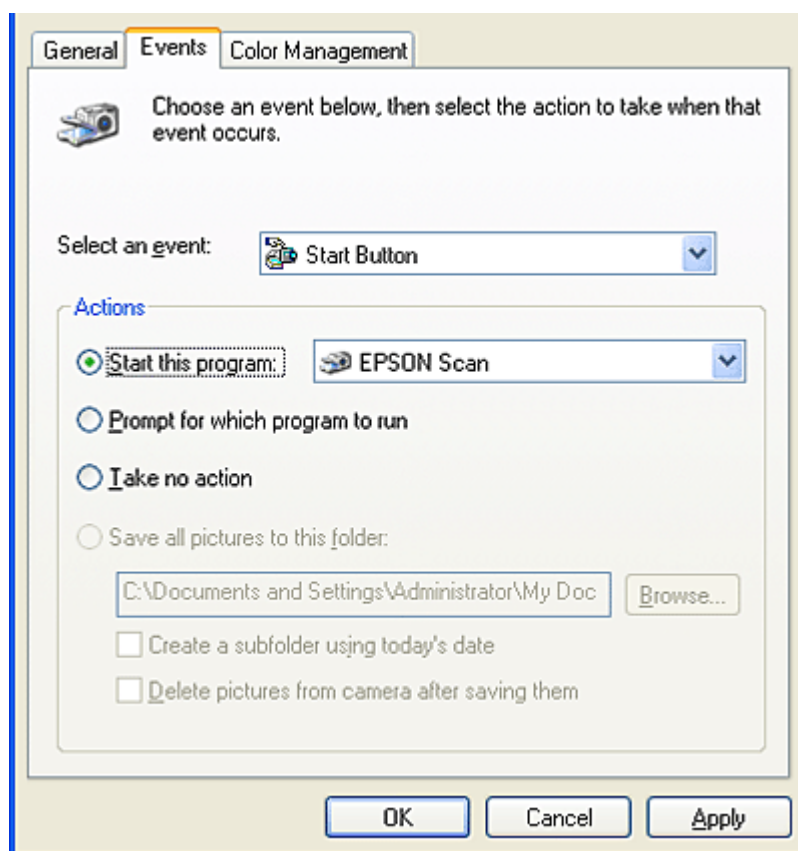 General Events Color Management
Choose an event below, then select the action to take when that
event occurs.
Select an event: Start Button
Actions
Start this program: EPSON Scan
Prompt for which program to run
Take no action
Save all pictures to this folder:
C:\Documents and Settings\Administrator\My Doc Browse...
Create a subfolder using today's date
Delete pictures from camera after saving them
OK Cancel Apply